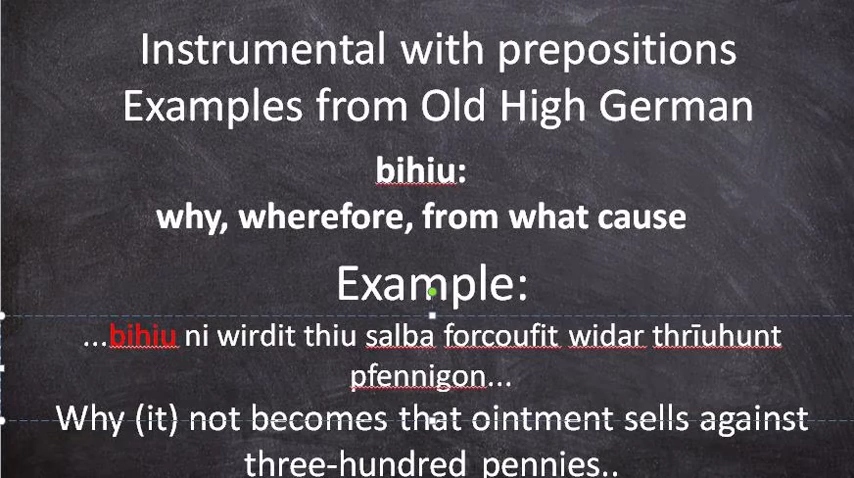 Instrumental with prepositions
Examples from Old High German
bihiu:
why, wherefore, from what cause
Example:
...bihiu ni wirdit thiu salba forcoufit widar thrīuhunt
pfennigon...
Why (it) not becomes that ointment sells against
three-hundred pennies..